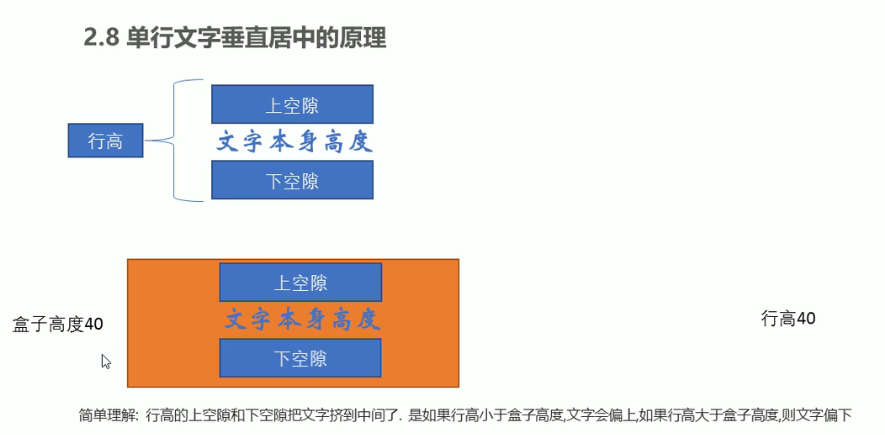 2.8 单行文字垂直居中的原理
上空隙
行高
文字本身高度
下空隙
上空隙
盒子高度40
文字本身高度
行高40
下空隙
简单理解: 行高的上空隙和下空隙把文字挤到中间了. 是如果行高小于盒子高度,文字会偏上,如果行高大于盒子高度,则文字偏下